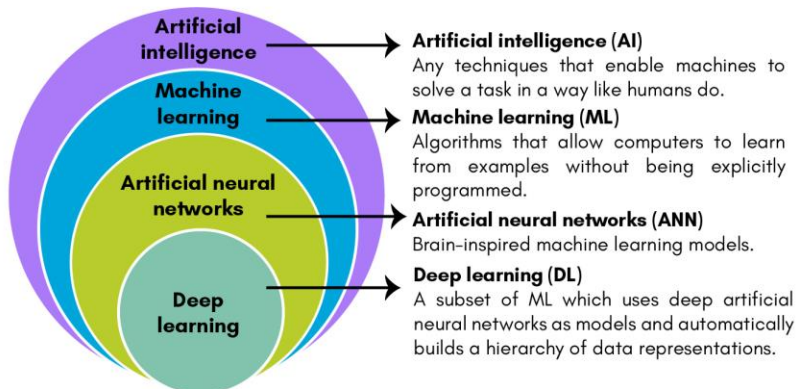 Artificial
intelligence
Machine
learning
Artificial neural
networks
Deep
learning
Artificial intelligence (AI)
Any techniques that enable machines to
solve a task in a way like humans do.
Machine learning (ML)
Algorithms that allow computers to learn
from examples without being explicitly
programmed.
Artificial neural networks (ANN)
Brain-inspired machine learning models.
Deep learning (DL)
A subset of ML which uses deep artificial
neural networks as models and automatically
builds a hierarchy of data representations.